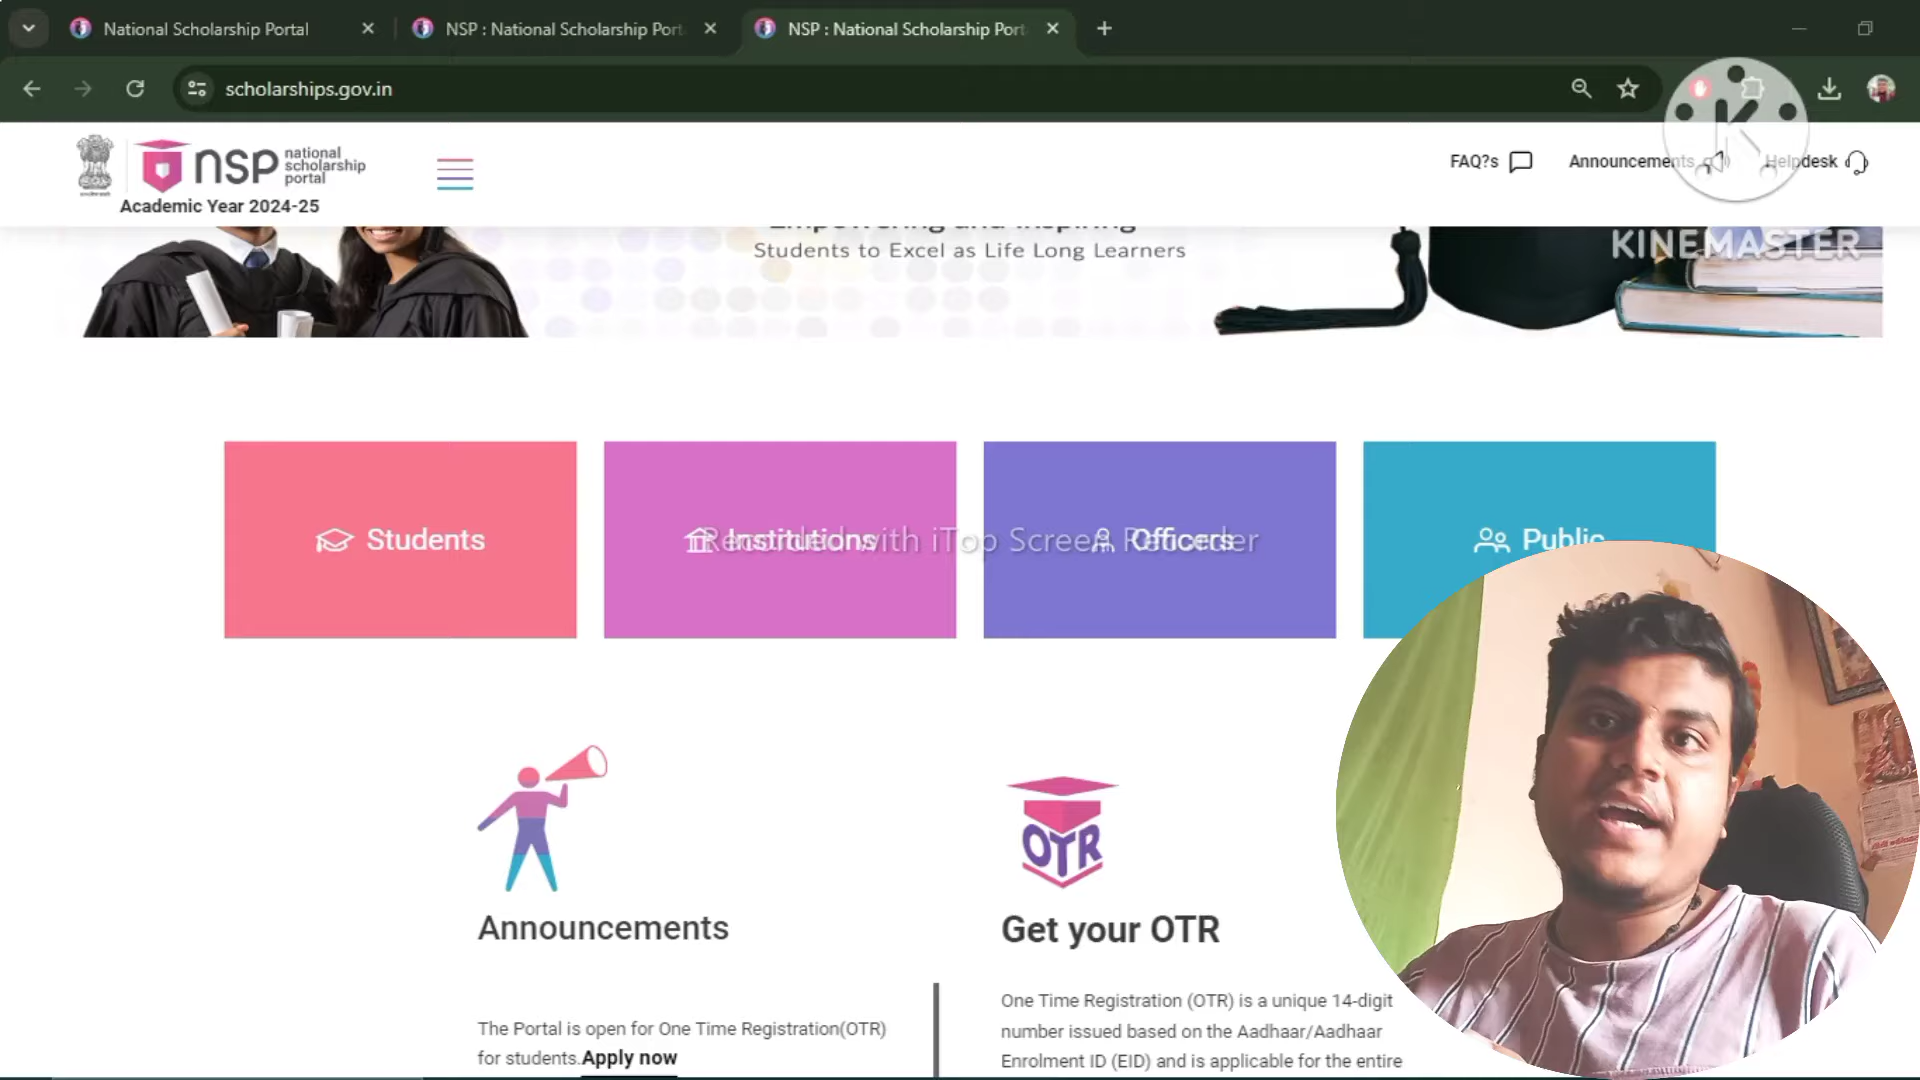 National Scholarship Portal
NSP : National Scholarship Port
NSP : National Scholarship Port
scholarships.gov.in
nsp national
scholarship
portal
Academic Year 2024-25
FAQ?s
Announcements
Helpdesk
K
KINEMASTER
Empowering and Inspiring
Students to Excel as Life Long Learners
Students
Institutions
Officers
Public
Recorded with iTop Screen Recorder
OTR
Announcements
Get your OTR
The Portal is open for One Time Registration(OTR)
for students.Apply now
One Time Registration (OTR) is a unique 14-digit
number issued based on the Aadhaar/Aadhaar
Enrolment ID (EID) and is applicable for the entire